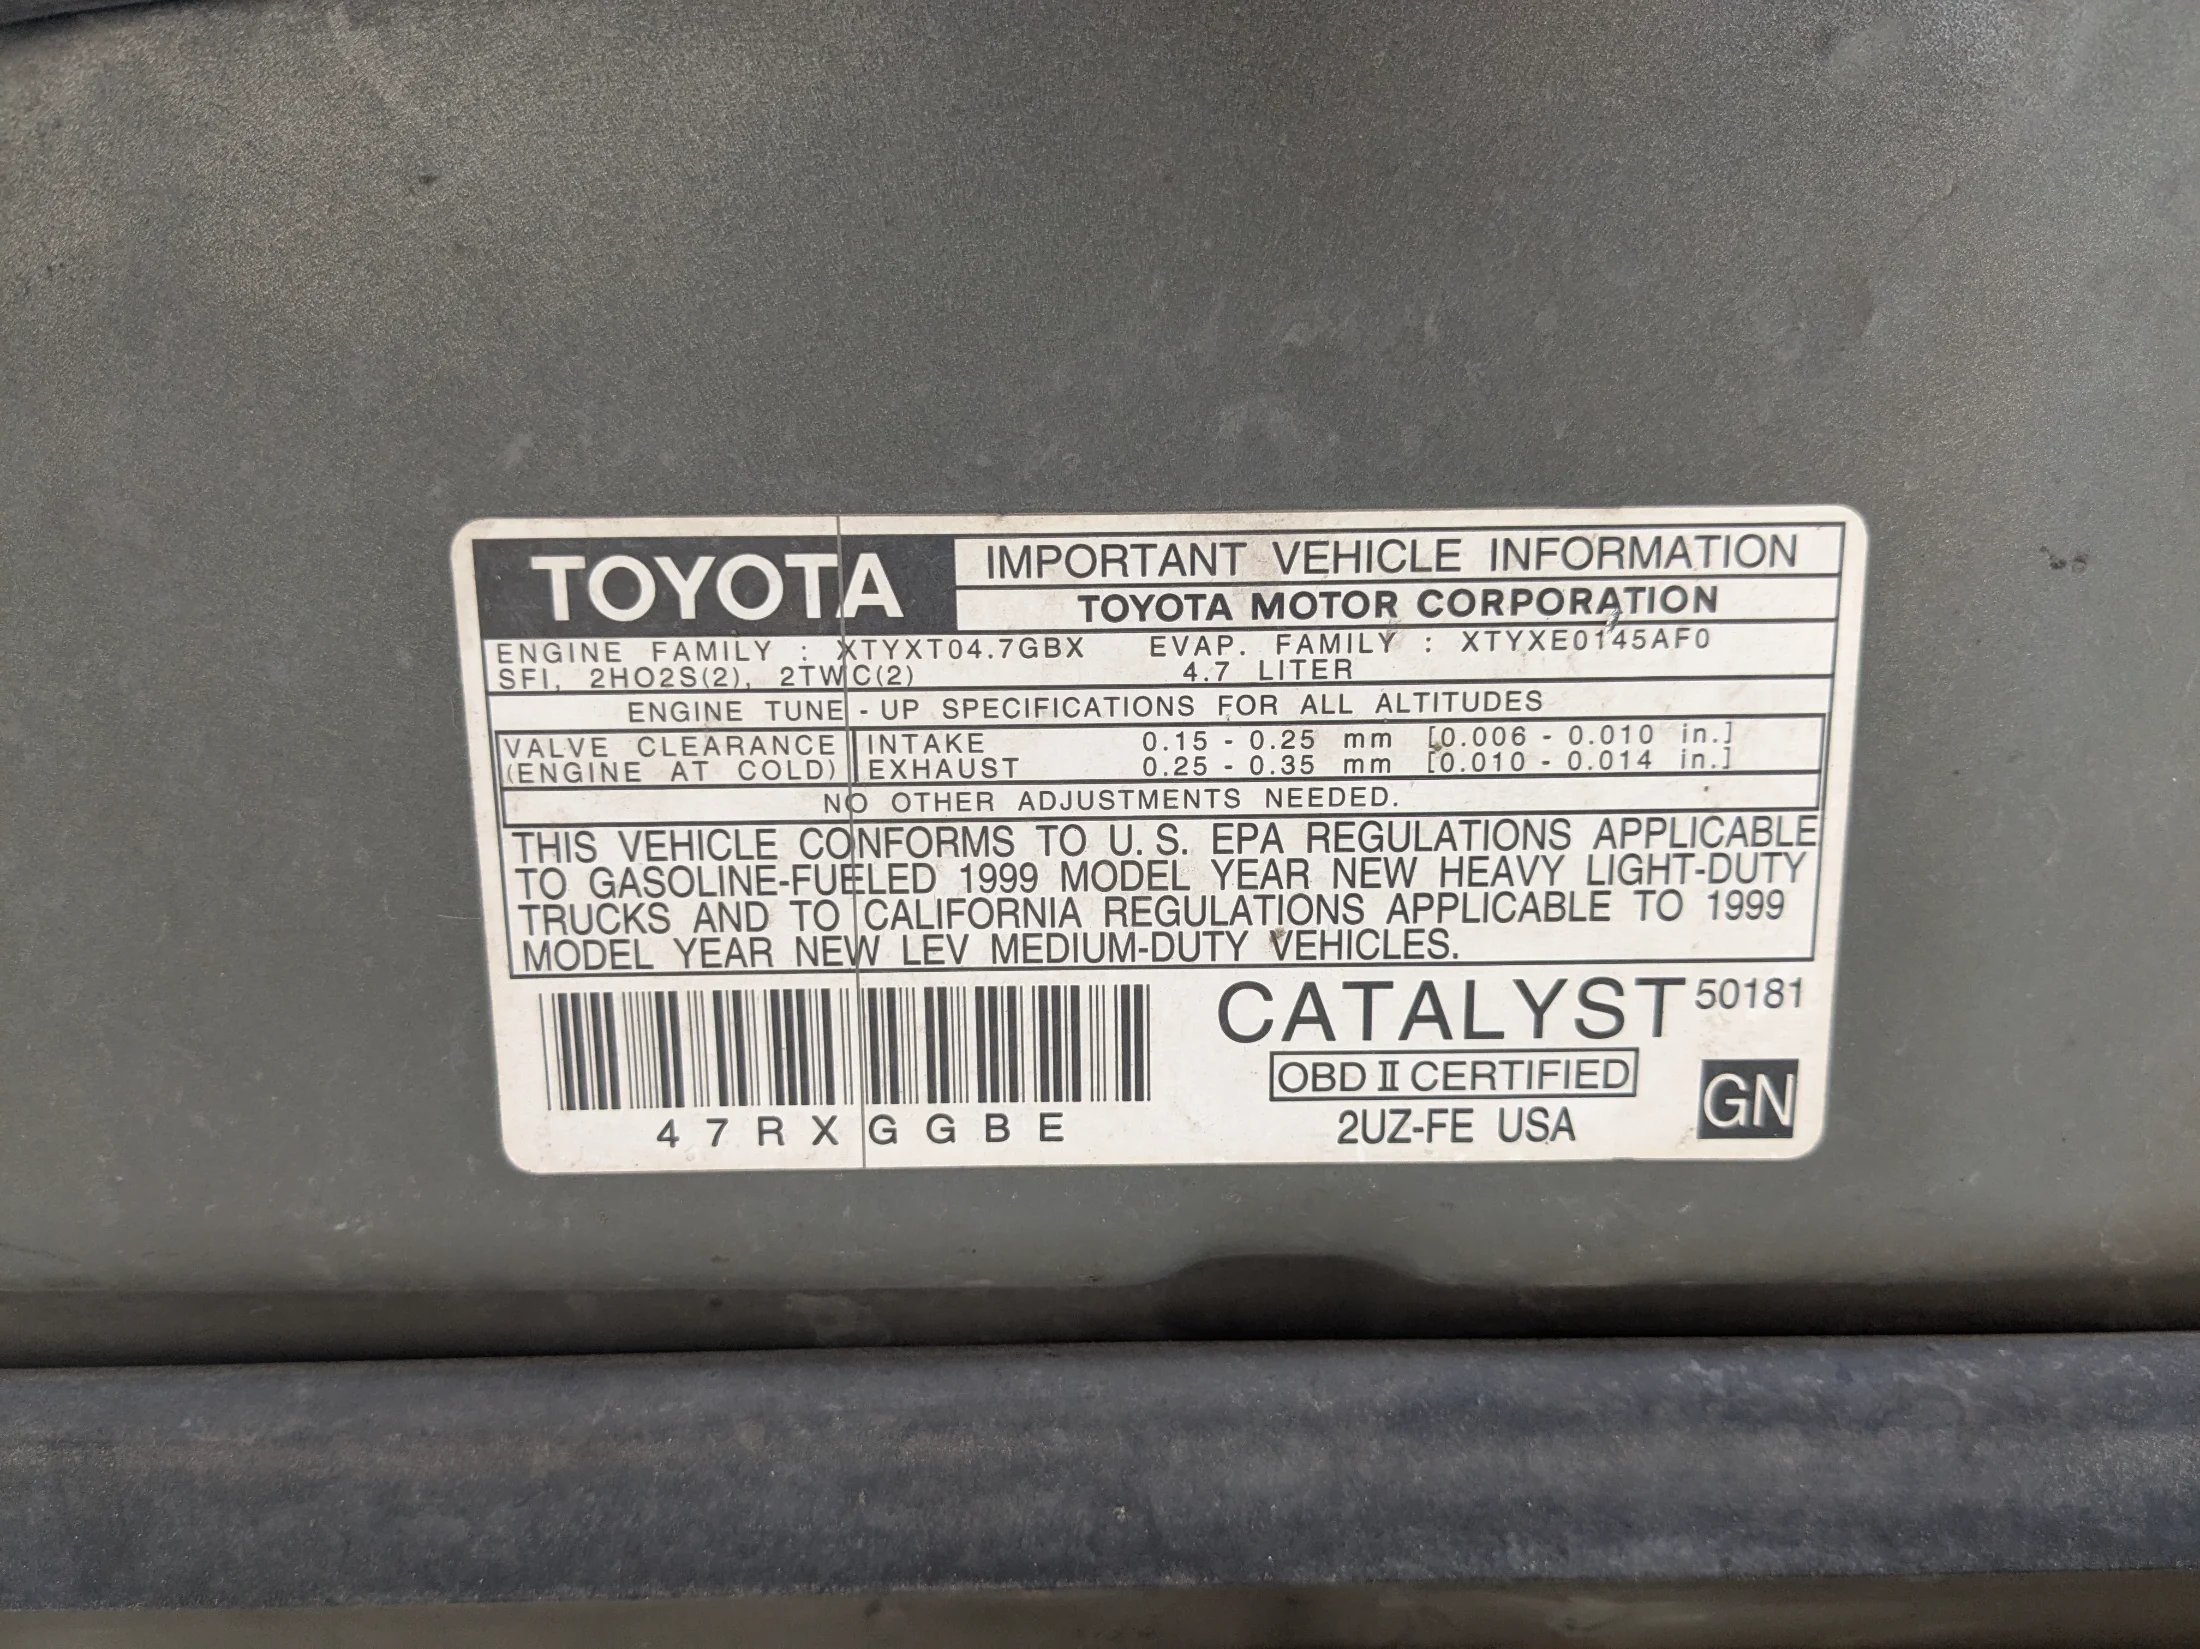 TOYOTA
IMPORTANT VEHICLE INFORMATION
TOYOTA MOTOR CORPORATION
ENGINE FAMILY : XTYXT04.7GBX EVAP. FAMILY : XTYXE0145AF0
SFI, 2HO2S(2), 2TWC(2) 4.7 LITER
ENGINE TUNE - UP SPECIFICATIONS FOR ALL ALTITUDES
VALVE CLEARANCE INTAKE 0.15 - 0.25 mm [0.006 - 0.010 in.]
(ENGINE AT COLD) EXHAUST 0.25 - 0.35 mm [0.010 - 0.014 in.]
NO OTHER ADJUSTMENTS NEEDED.
THIS VEHICLE CONFORMS TO U.S. EPA REGULATIONS APPLICABLE
TO GASOLINE-FUELED 1999 MODEL YEAR NEW HEAVY LIGHT-DUTY
TRUCKS AND TO CALIFORNIA REGULATIONS APPLICABLE TO 1999
MODEL YEAR NEW LEV MEDIUM-DUTY VEHICLES.
CATALYST 50181
OBD II CERTIFIED
2UZ-FE USA
GN
47RXGGBE